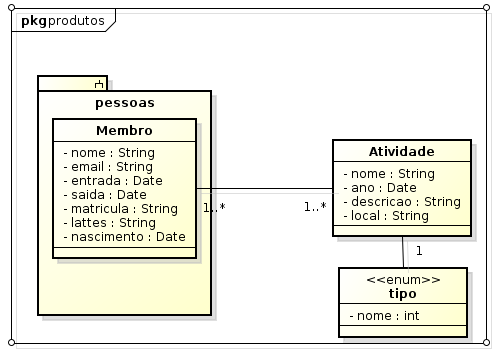 pkg produtos
pessoas
Membro
- nome : String
- email : String
- entrada : Date
- saida : Date
- matricula : String
- lattes : String
- nascimento : Date
1..*
1..*
Atividade
- nome : String
- ano : Date
- descricao : String
- local : String
1
<<enum>>
tipo
- nome : int